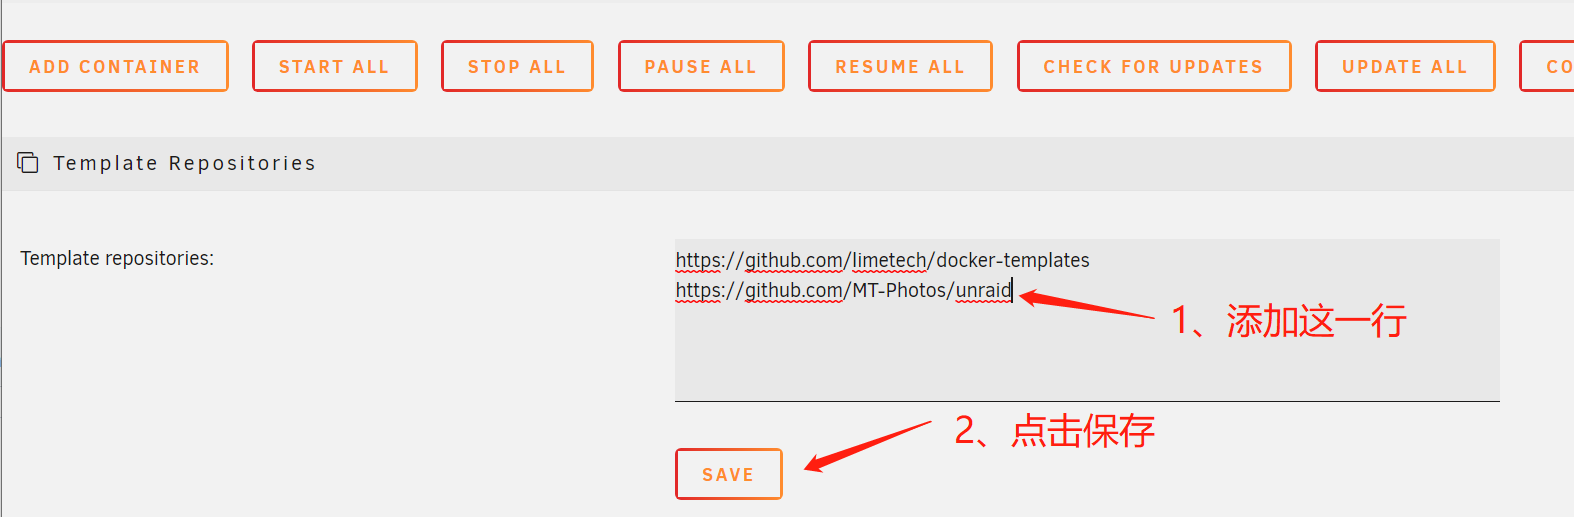 ADD CONTAINER START ALL STOP ALL PAUSE ALL RESUME ALL CHECK FOR UPDATES UPDATE ALL CO
Template Repositories
Template repositories:
https://github.com/limetech/docker-templates
https://github.com/MT-Photos/unraid
1、添加这一行
2、点击保存
SAVE